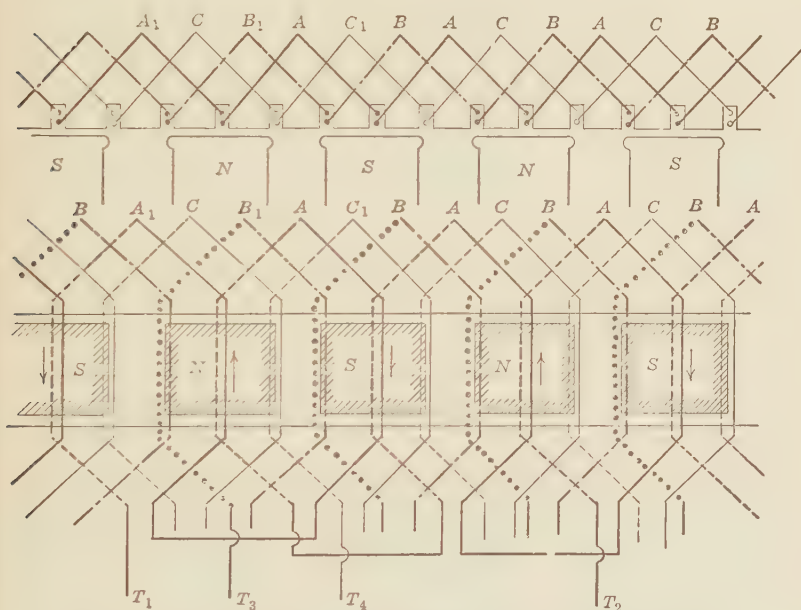 A₁ C B₁ A C₁ B A C B A C B
S N S N S
B A₁ C B₁ A C₁ B A C B A C B A
S N S N S
T₁ T₃ T₄ T₂